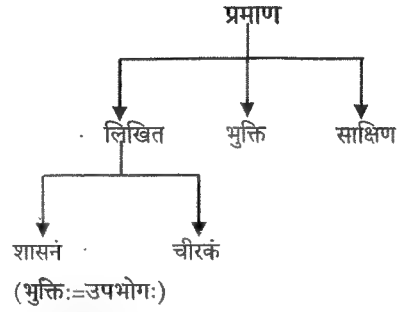 प्रमाण
लिखित भुक्ति साक्षिण
शासनं चीरकं
(भुक्तिः=उपभोगः)